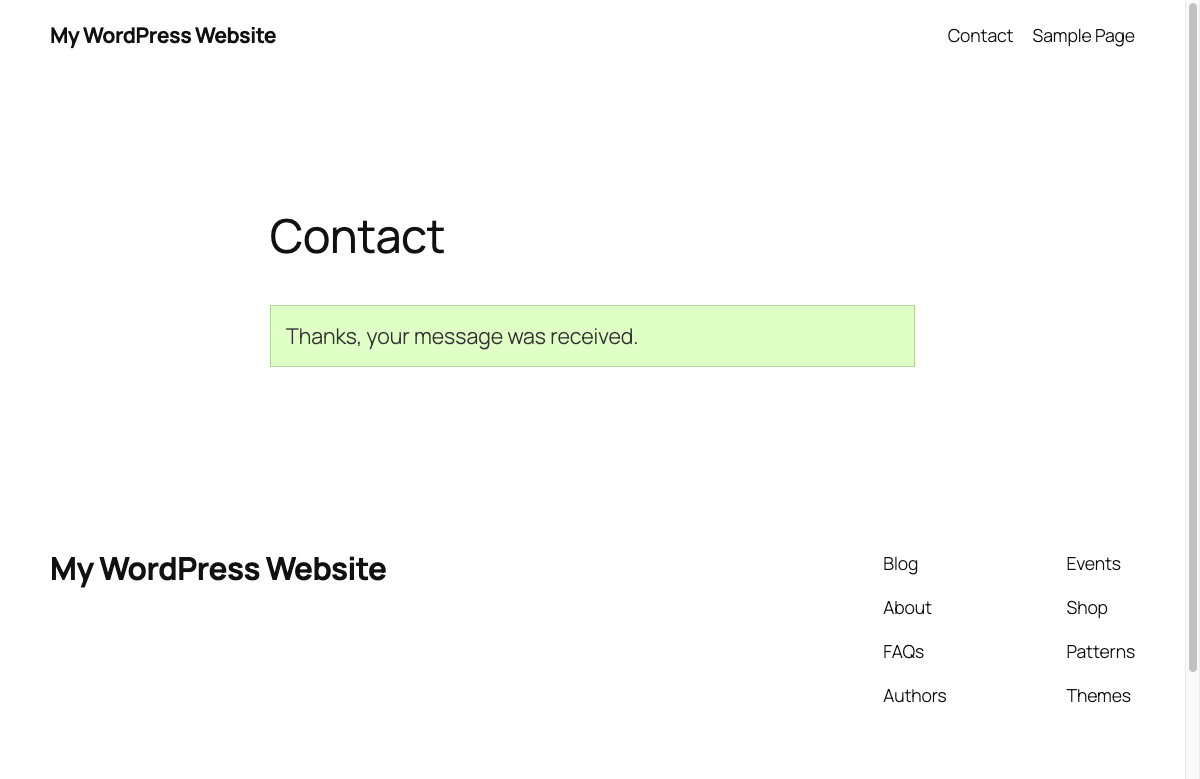 My WordPress Website
Contact
Sample Page
Contact
Thanks, your message was received.
My WordPress Website
Blog
About
FAQs
Authors
Events
Shop
Patterns
Themes